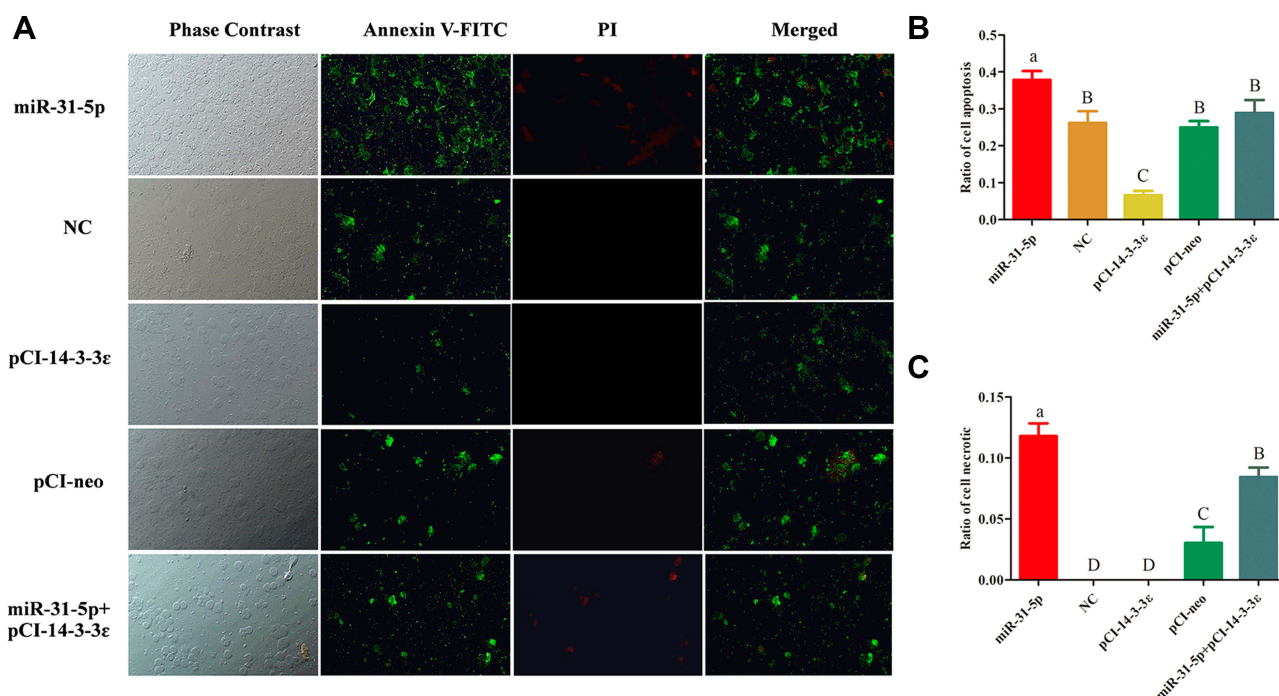 A
Phase Contrast
Annexin V-FITC
PI
Merged
miR-31-5p
NC
pCI-14-3-3ε
pCI-neo
miR-31-5p+
pCI-14-3-3ε
B
Ratio of cell apoptosis
0.5
0.4
0.3
0.2
0.1
0.0
a
B
C
B
B
miR-31-5p
NC
pCI-14-3-3ε
pCI-neo
miR-31-5p+pCI-14-3-3ε
C
Ratio of cell necrotic
0.15
0.10
0.05
0.00
a
D
D
C
B
miR-31-5p
NC
pCI-14-3-3ε
pCI-neo
miR-31-5p+pCI-14-3-3ε